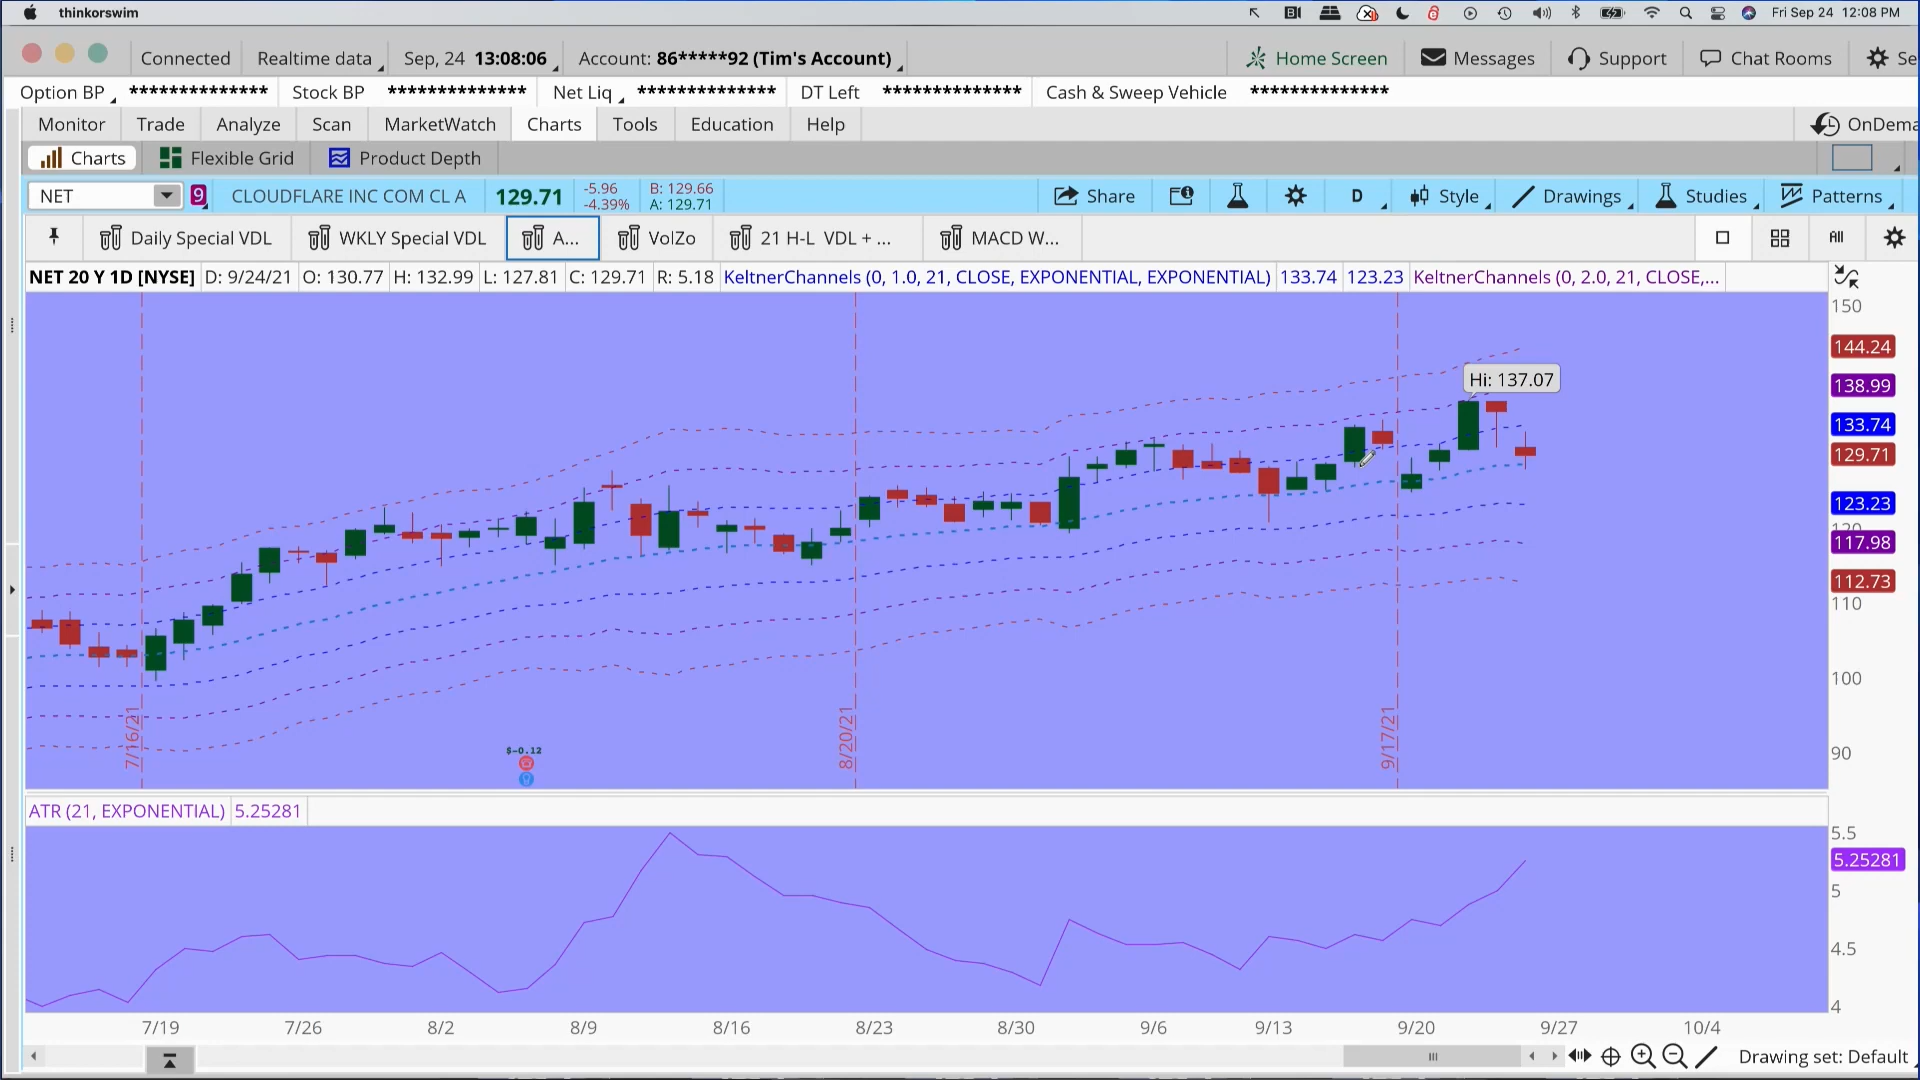 thinkorswim Fri Sep 24 12:08 PM
Connected Realtime data Sep, 24 13:08:06 Account: 86*****92 (Tim's Account) Home Screen Messages Support Chat Rooms Se
Option BP ************** Stock BP ************** Net Liq ************** DT Left ************** Cash & Sweep Vehicle **************
Monitor Trade Analyze Scan MarketWatch Charts Tools Education Help OnDema
Charts Flexible Grid Product Depth
NET 9 CLOUDFLARE INC COM CL A 129.71 -5.96 B: 129.66 Share D Style Drawings Studies Patterns
-4.39% A: 129.71
Daily Special VDL WKLY Special VDL A... VolZo 21 H-L VDL + ... MACD W... All
NET 20 Y 1D [NYSE] D: 9/24/21 O: 130.77 H: 132.99 L: 127.81 C: 129.71 R: 5.18 KeltnerChannels (0, 1.0, 21, CLOSE, EXPONENTIAL, EXPONENTIAL) 133.74 123.23 KeltnerChannels (0, 2.0, 21, CLOSE,...
150
144.24
Hi: 137.07
138.99
133.74
129.71
123.23
120
117.98
112.73
110
100
90
7/16/21 8/20/21 9/17/21
$-0.12
ATR (21, EXPONENTIAL) 5.25281
5.5
5.25281
5
4.5
4
7/19 7/26 8/2 8/9 8/16 8/23 8/30 9/6 9/13 9/20 9/27 10/4
Drawing set: Default